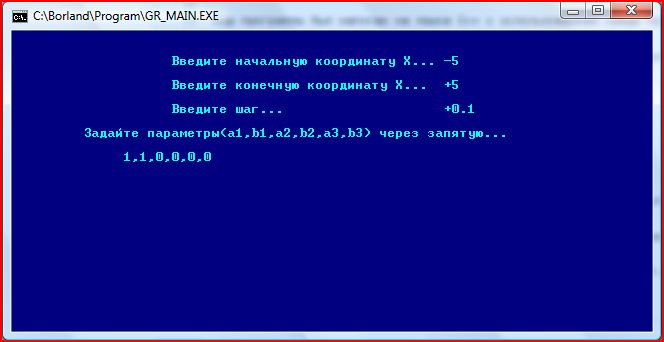 C:\Borland\Program\GR_MAIN.EXE
Введите начальную координату X... -5
Введите конечную координату X... +5
Введите шаг... +0.1
Задайте параметры(a1,b1,a2,b2,a3,b3) через запятую...
1,1,0,0,0,0